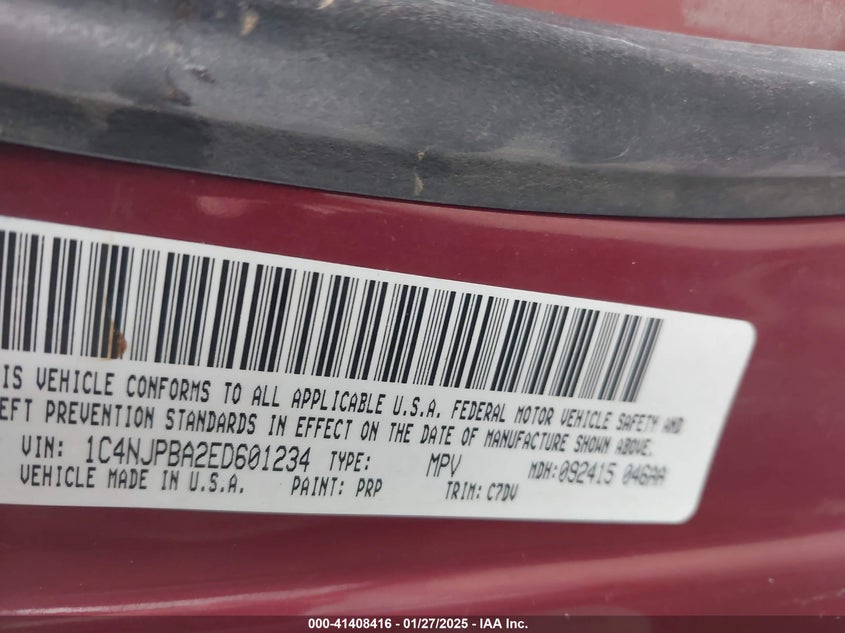 IS VEHICLE CONFORMS TO ALL APPLICABLE U.S.A. FEDERAL MOTOR VEHICLE SAFETY AND
EFT PREVENTION STANDARDS IN EFFECT ON THE DATE OF MANUFACTURE SHOWN ABOVE.
VIN: 1C4NJPBA2ED601234 TYPE: MPV MDH:092415 046AA
VEHICLE MADE IN U.S.A. PAINT: PRP TRIM: C7DV
000-41408416 - 01/27/2025 - IAA Inc.